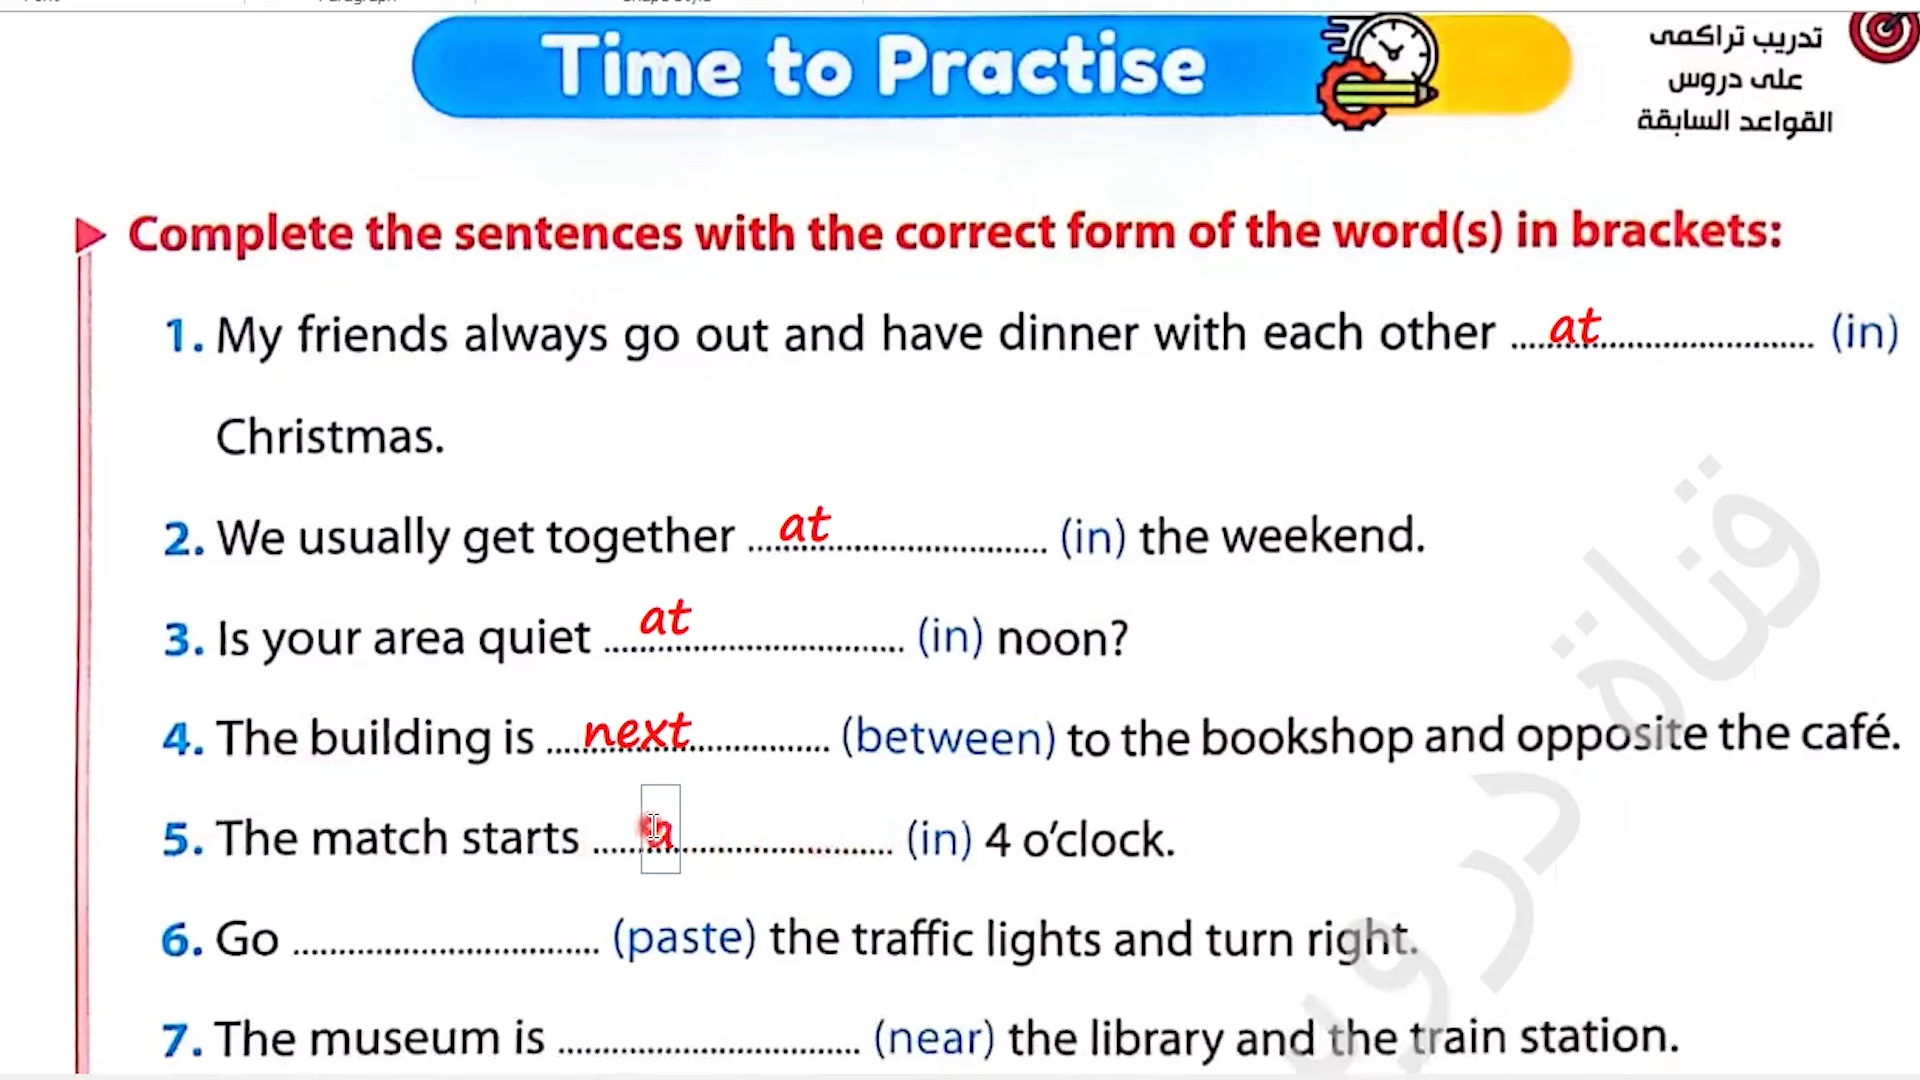 Time to Practise
تدريب تراكمى
على دروس
القواعد السابقة
Complete the sentences with the correct form of the word(s) in brackets:
1. My friends always go out and have dinner with each other ....at.................... (in)
Christmas.
2. We usually get together ....at.................... (in) the weekend.
3. Is your area quiet ....at.................... (in) noon?
4. The building is ....next.................... (between) to the bookshop and opposite the café.
5. The match starts ....a.................... (in) 4 o'clock.
6. Go ............................ (paste) the traffic lights and turn right.
7. The museum is ............................ (near) the library and the train station.
قناة دروس